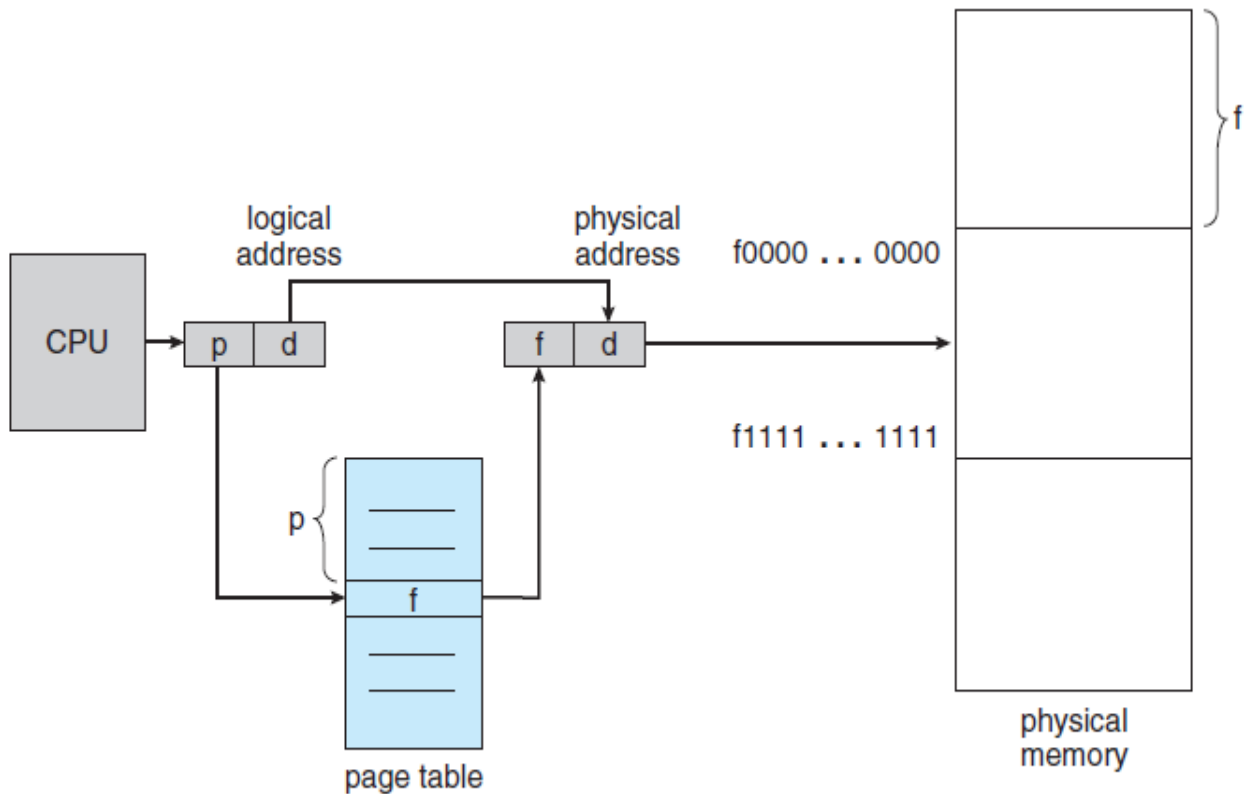 f
logical
address
physical
address
f0000 ... 0000
CPU
p
d
f
d
f1111 ... 1111
p
f
page table
physical
memory